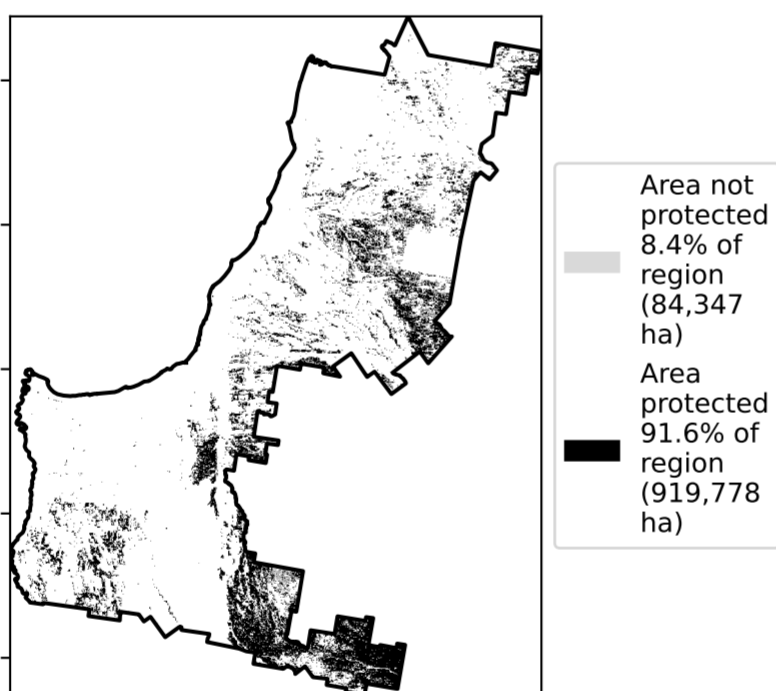 Area not
protected
8.4% of
region
(84,347
ha)
Area
protected
91.6% of
region
(919,778
ha)